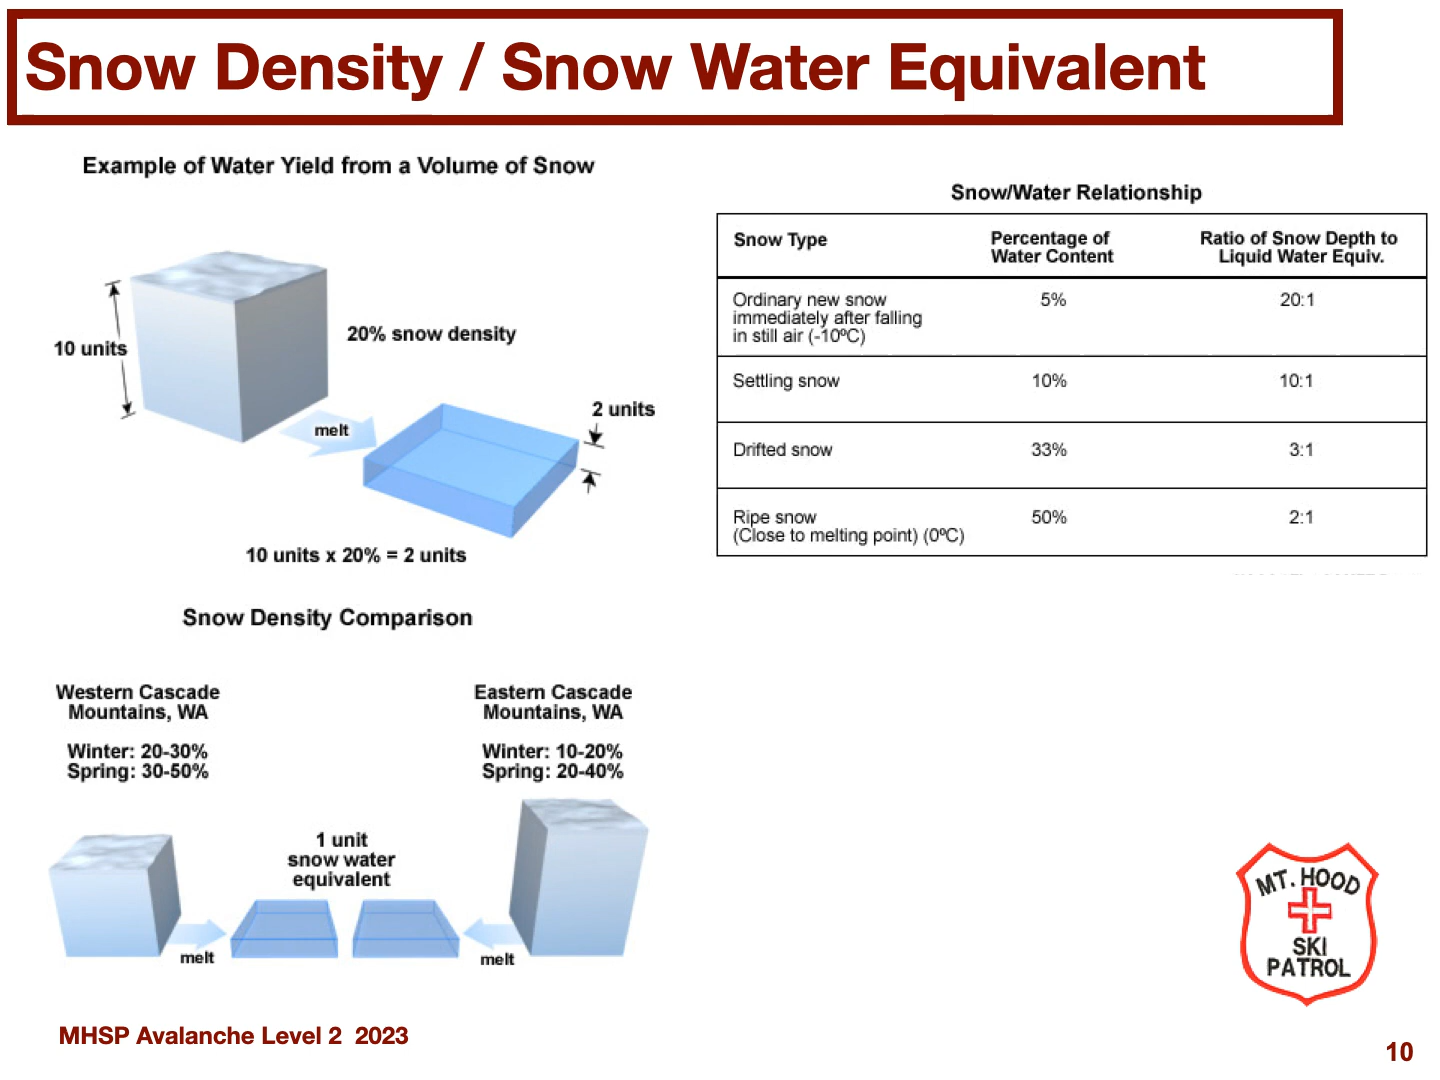 Snow Density / Snow Water Equivalent
Example of Water Yield from a Volume of Snow
10 units
20% snow density
melt
2 units
10 units x 20% = 2 units
Snow/Water Relationship
Snow Type
Percentage of
Water Content
Ratio of Snow Depth to
Liquid Water Equiv.
Ordinary new snow
immediately after falling
in still air (-10ºC)
5%
20:1
Settling snow
10%
10:1
Drifted snow
33%
3:1
Ripe snow
(Close to melting point) (0ºC)
50%
2:1
Snow Density Comparison
Western Cascade
Mountains, WA
Winter: 20-30%
Spring: 30-50%
Eastern Cascade
Mountains, WA
Winter: 10-20%
Spring: 20-40%
1 unit
snow water
equivalent
melt
melt
MT. HOOD
SKI
PATROL
MHSP Avalanche Level 2  2023
10